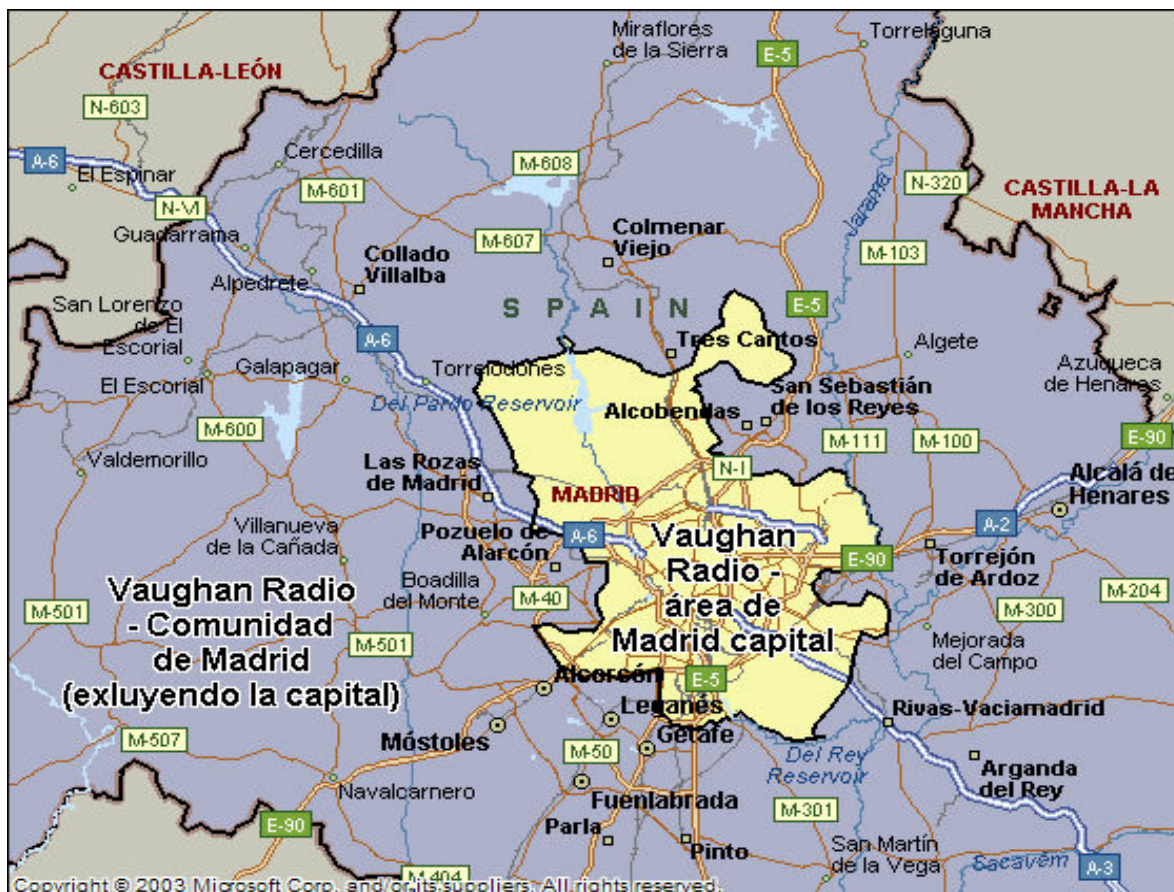 Miraflores
de la Sierra
E-5
Torrelaguna
CASTILLA-LEÓN
N-603
A-6
El Espinar
Cercedilla
M-608
M-601
N-320
CASTILLA-LA
MANCHA
N-VI
Guadarrama
M-607
Colmenar
Viejo
Jarama
M-103
Collado
Villalba
Alpedrete
San Lorenzo
de El
Escorial
SPAIN
E-5
A-6
Tres Cantos
Algete
Azuqueca
de Henares
El Escorial
Galapagar
Torrelodones
Del Pardo Reservoir
San Sebastián
de los Reyes
Alcobendas
M-600
M-111
M-100
E-90
Valdemorillo
Las Rozas
de Madrid
N-I
MADRID
Alcalá de
Henares
A-2
Villanueva
de la Cañada
Pozuelo de
Alarcón
A-6
Vaughan
Radio -
área de
Madrid capital
E-90
Torrejón
de Ardoz
Vaughan Radio
- Comunidad
de Madrid
(exluyendo la capital)
Boadilla
del Monte
M-40
M-204
M-300
M-501
M-501
Mejorada
del Campo
Alcorcón
E-5
Leganés
Rivas-Vaciamadrid
Móstoles
Getafe
M-507
M-50
Del Rey
Reservoir
Arganda
del Rey
Navalcarnero
Fuenlabrada
M-301
E-90
Parla
Pinto
San Martín
de la Vega
Sacavém
A-3
M-404
Copyright © 2003 Microsoft Corp. and/or its suppliers. All rights reserved.